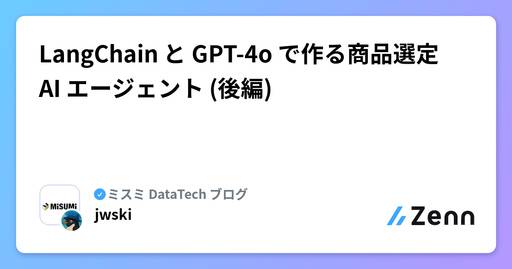 LangChain と GPT-4o で作る商品選定
AI エージェント (後編)
MiSUMi
ミスミ DataTech ブログ
jwski
Zenn